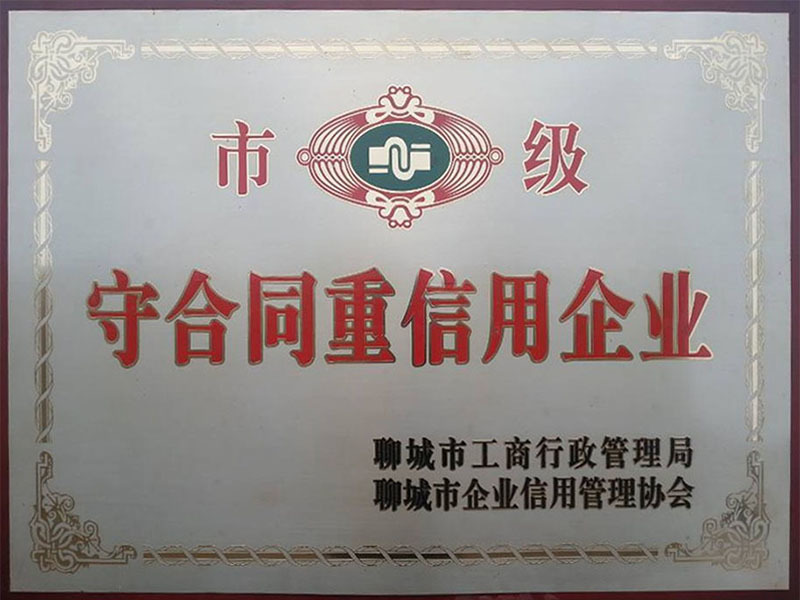 市 级
守合同重信用企业
聊城市工商行政管理局
聊城市企业信用管理协会